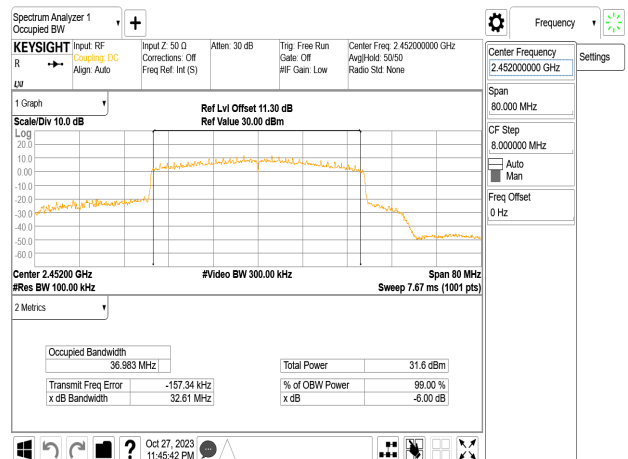 Spectrum Analyzer 1
Occupied BW
Frequency
KEYSIGHT
R
LXI
Input: RF
Coupling: DC
Align: Auto
Input Z: 50 Ω
Corrections: Off
Freq Ref: Int (S)
Atten: 30 dB
Trig: Free Run
Gate: Off
#IF Gain: Low
Center Freq: 2.452000000 GHz
Avg|Hold: 50/50
Radio Std: None
Center Frequency
2.452000000 GHz
Settings
Span
80.000 MHz
CF Step
8.000000 MHz
Auto
Man
Freq Offset
0 Hz
1 Graph
Scale/Div 10.0 dB
Ref Lvl Offset 11.30 dB
Ref Value 30.00 dBm
Log
20.0
10.0
0.00
-10.0
-20.0
-30.0
-40.0
-50.0
-60.0
Center 2.45200 GHz
#Video BW 300.00 kHz
Span 80 MHz
#Res BW 100.00 kHz
Sweep 7.67 ms (1001 pts)
2 Metrics
Occupied Bandwidth
36.983 MHz
Total Power 31.6 dBm
Transmit Freq Error -157.34 kHz
% of OBW Power 99.00 %
x dB Bandwidth 32.61 MHz
x dB -6.00 dB
?
Oct 27, 2023
11:45:42 PM